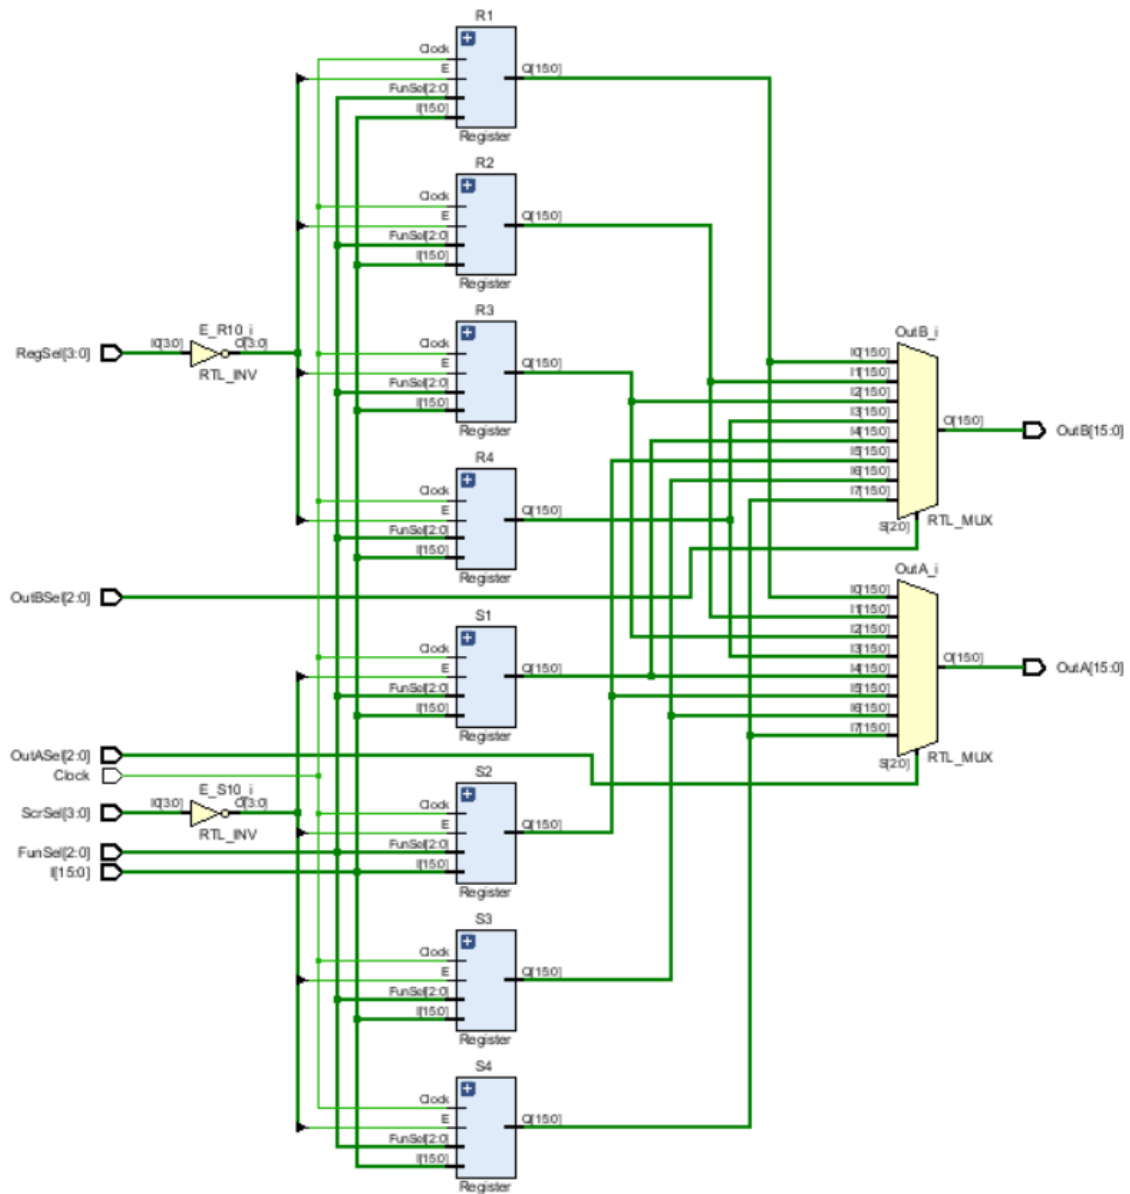 R1
Clock
E
FunSel[2:0]
I[15:0]
Q[15:0]
Register
R2
Clock
E
FunSel[2:0]
I[15:0]
Q[15:0]
Register
R3
Clock
E
FunSel[2:0]
I[15:0]
Q[15:0]
Register
RegSel[3:0]
I0[3:0]
E_R10_i
O[3:0]
RTL_INV
R4
Clock
E
FunSel[2:0]
I[15:0]
Q[15:0]
Register
OutB_i
I0[15:0]
I1[15:0]
I2[15:0]
I3[15:0]
I4[15:0]
I5[15:0]
I6[15:0]
I7[15:0]
S[2:0]
O[15:0]
RTL_MUX
OutB[15:0]
OutBSel[2:0]
S1
Clock
E
FunSel[2:0]
I[15:0]
Q[15:0]
Register
OutA_i
I0[15:0]
I1[15:0]
I2[15:0]
I3[15:0]
I4[15:0]
I5[15:0]
I6[15:0]
I7[15:0]
S[2:0]
O[15:0]
RTL_MUX
OutA[15:0]
OutASel[2:0]
Clock
ScrSel[3:0]
I0[3:0]
E_S10_i
O[3:0]
RTL_INV
FunSel[2:0]
I[15:0]
S2
Clock
E
FunSel[2:0]
I[15:0]
Q[15:0]
Register
S3
Clock
E
FunSel[2:0]
I[15:0]
Q[15:0]
Register
S4
Clock
E
FunSel[2:0]
I[15:0]
Q[15:0]
Register